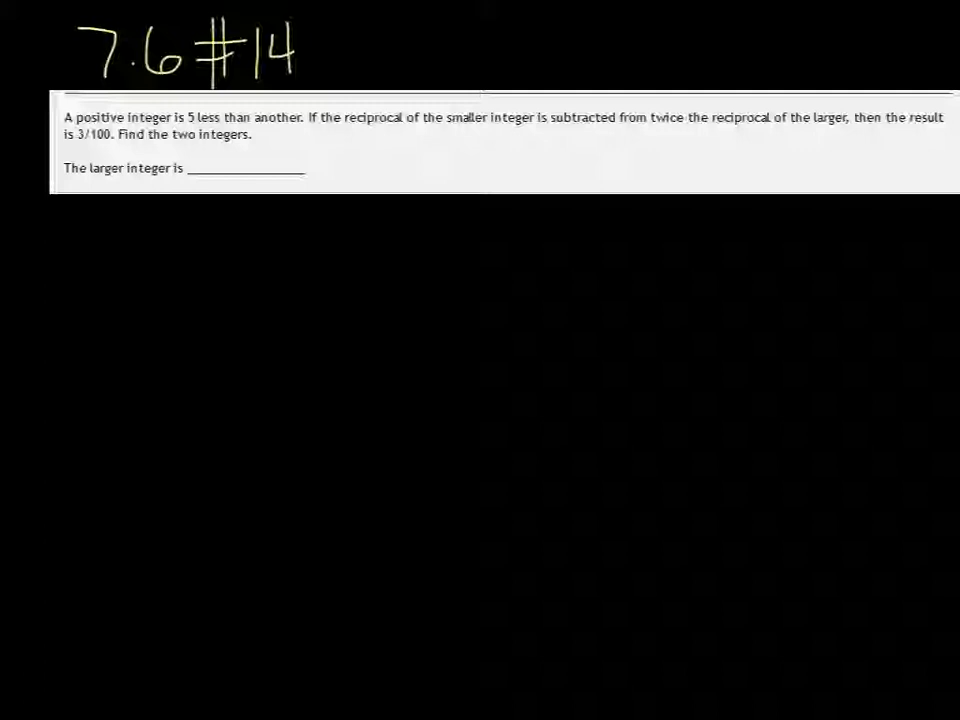 7.6 #14
A positive integer is 5 less than another. If the reciprocal of the smaller integer is subtracted from twice the reciprocal of the larger, then the result
is 3/100. Find the two integers.
The larger integer is _______________